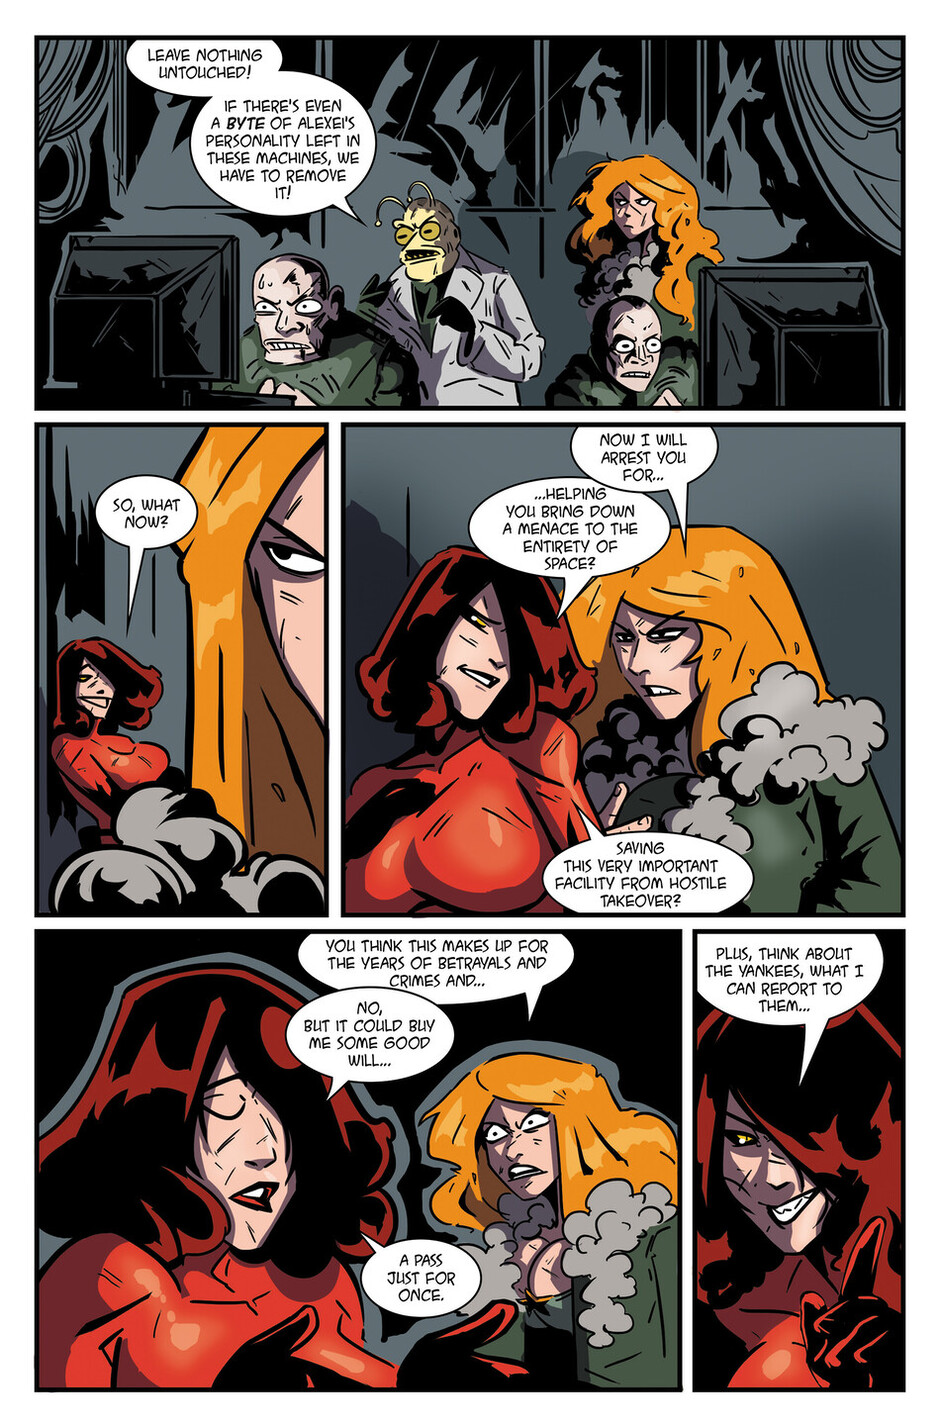 LEAVE NOTHING
UNTOUCHED!
IF THERE'S EVEN
A BYTE OF ALEXEI'S
PERSONALITY LEFT IN
THESE MACHINES, WE
HAVE TO REMOVE
IT!
SO, WHAT
NOW?
NOW I WILL
ARREST YOU
FOR...
...HELPING
YOU BRING DOWN
A MENACE TO THE
ENTIRETY OF
SPACE?
SAVING
THIS VERY IMPORTANT
FACILITY FROM HOSTILE
TAKEOVER?
YOU THINK THIS MAKES UP FOR
THE YEARS OF BETRAYALS AND
CRIMES AND...
NO,
BUT IT COULD BUY
ME SOME GOOD
WILL...
A PASS
JUST FOR
ONCE.
PLUS, THINK ABOUT
THE YANKEES, WHAT I
CAN REPORT TO
THEM...